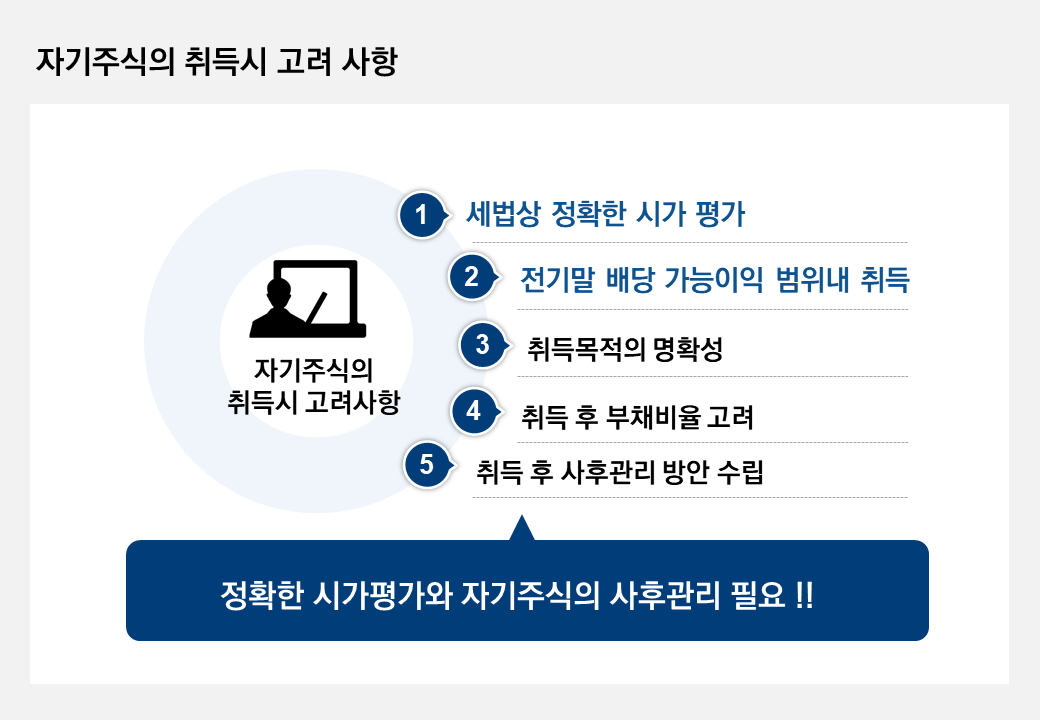 자기주식의 취득시 고려 사항
1 세법상 정확한 시가 평가
2 전기말 배당 가능이익 범위내 취득
3 취득목적의 명확성
4 취득 후 부채비율 고려
5 취득 후 사후관리 방안 수립
자기주식의
취득시 고려사항
정확한 시가평가와 자기주식의 사후관리 필요 !!